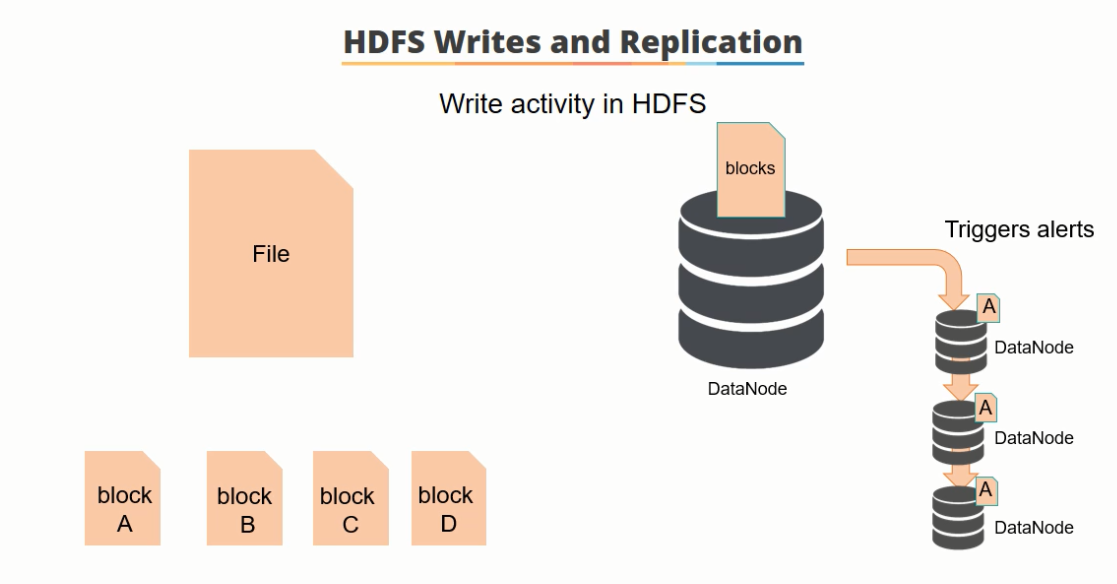 HDFS Writes and Replication
Write activity in HDFS
File
blocks
DataNode
Triggers alerts
A
DataNode
A
DataNode
A
DataNode
block
A
block
B
block
C
block
D